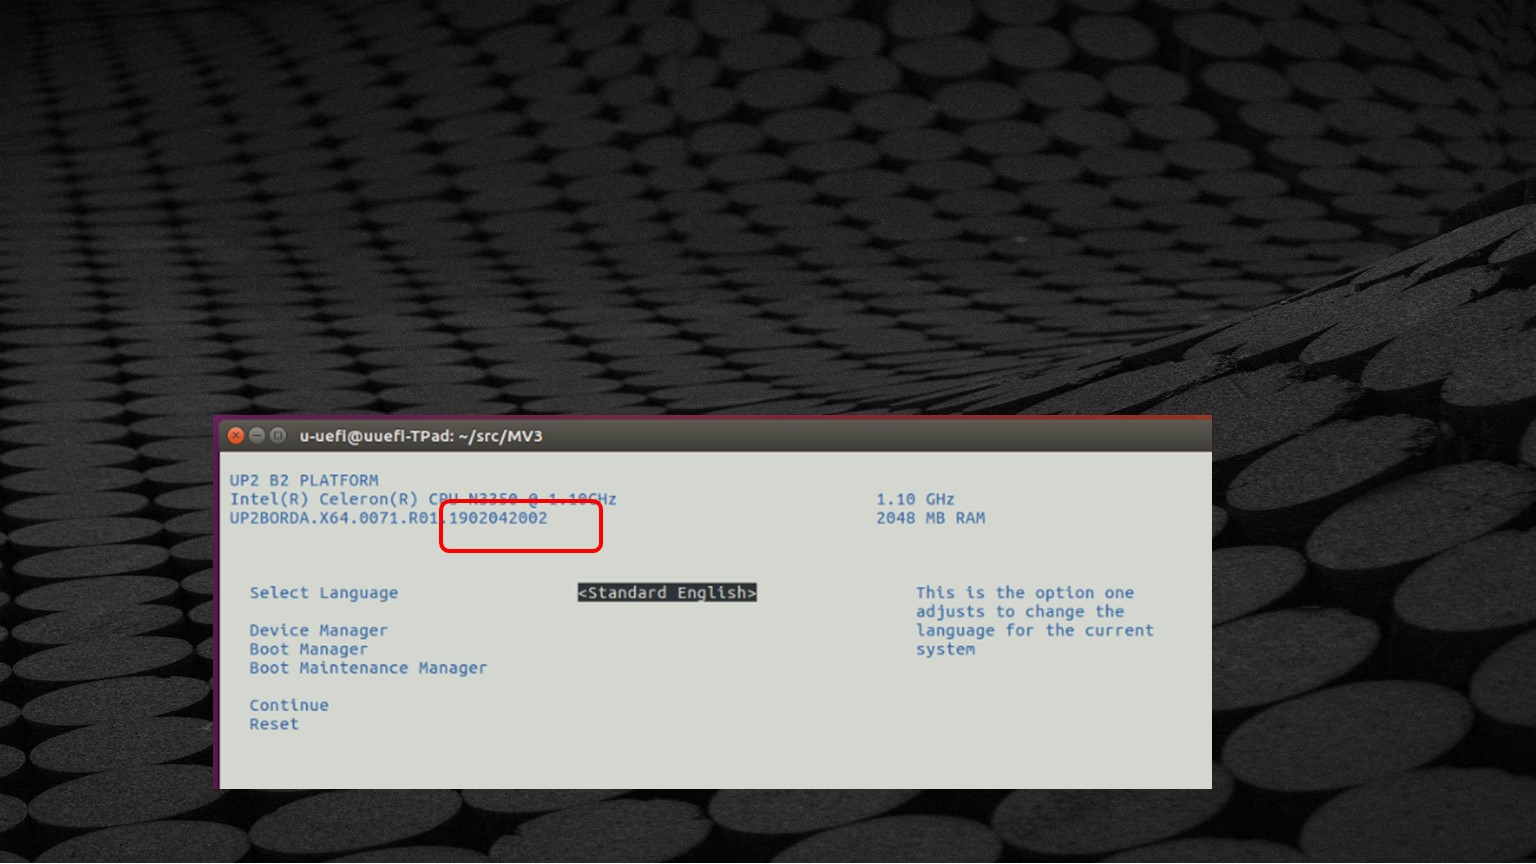 u-uefi@uuefi-TPad: ~/src/MV3
UP2 B2 PLATFORM
Intel(R) Celeron(R) CPU N3350 @ 1.10GHz 1.10 GHz
UP2BORDA.X64.0071.R01.1902042002 2048 MB RAM
Select Language <Standard English> This is the option one
adjusts to change the
Device Manager language for the current
Boot Manager system
Boot Maintenance Manager
Continue
Reset